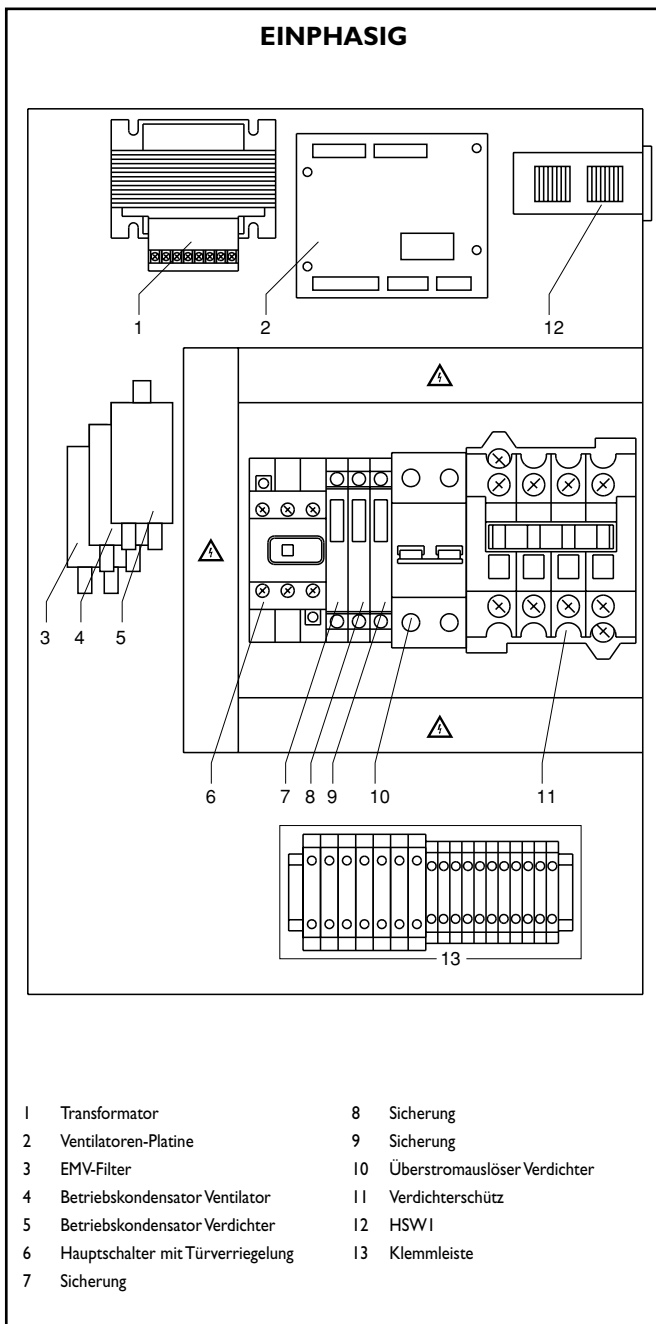 EINPHASIG
1
2
12
3
4
5
6
7
8
9
10
11
13
1 Transformator
2 Ventilatoren-Platine
3 EMV-Filter
4 Betriebskondensator Ventilator
5 Betriebskondensator Verdichter
6 Hauptschalter mit Türverriegelung
7 Sicherung
8 Sicherung
9 Sicherung
10 Überstromauslöser Verdichter
11 Verdichterschütz
12 HSW1
13 Klemmleiste